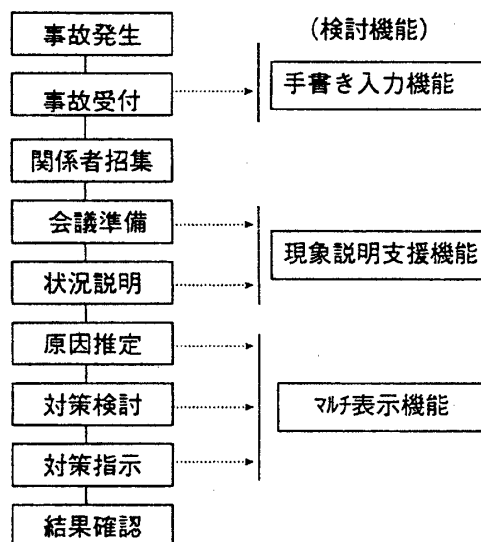 事故発生
(検討機能)
事故受付
手書き入力機能
関係者招集
会議準備
現象説明支援機能
状況説明
原因推定
対策検討
マルチ表示機能
対策指示
結果確認